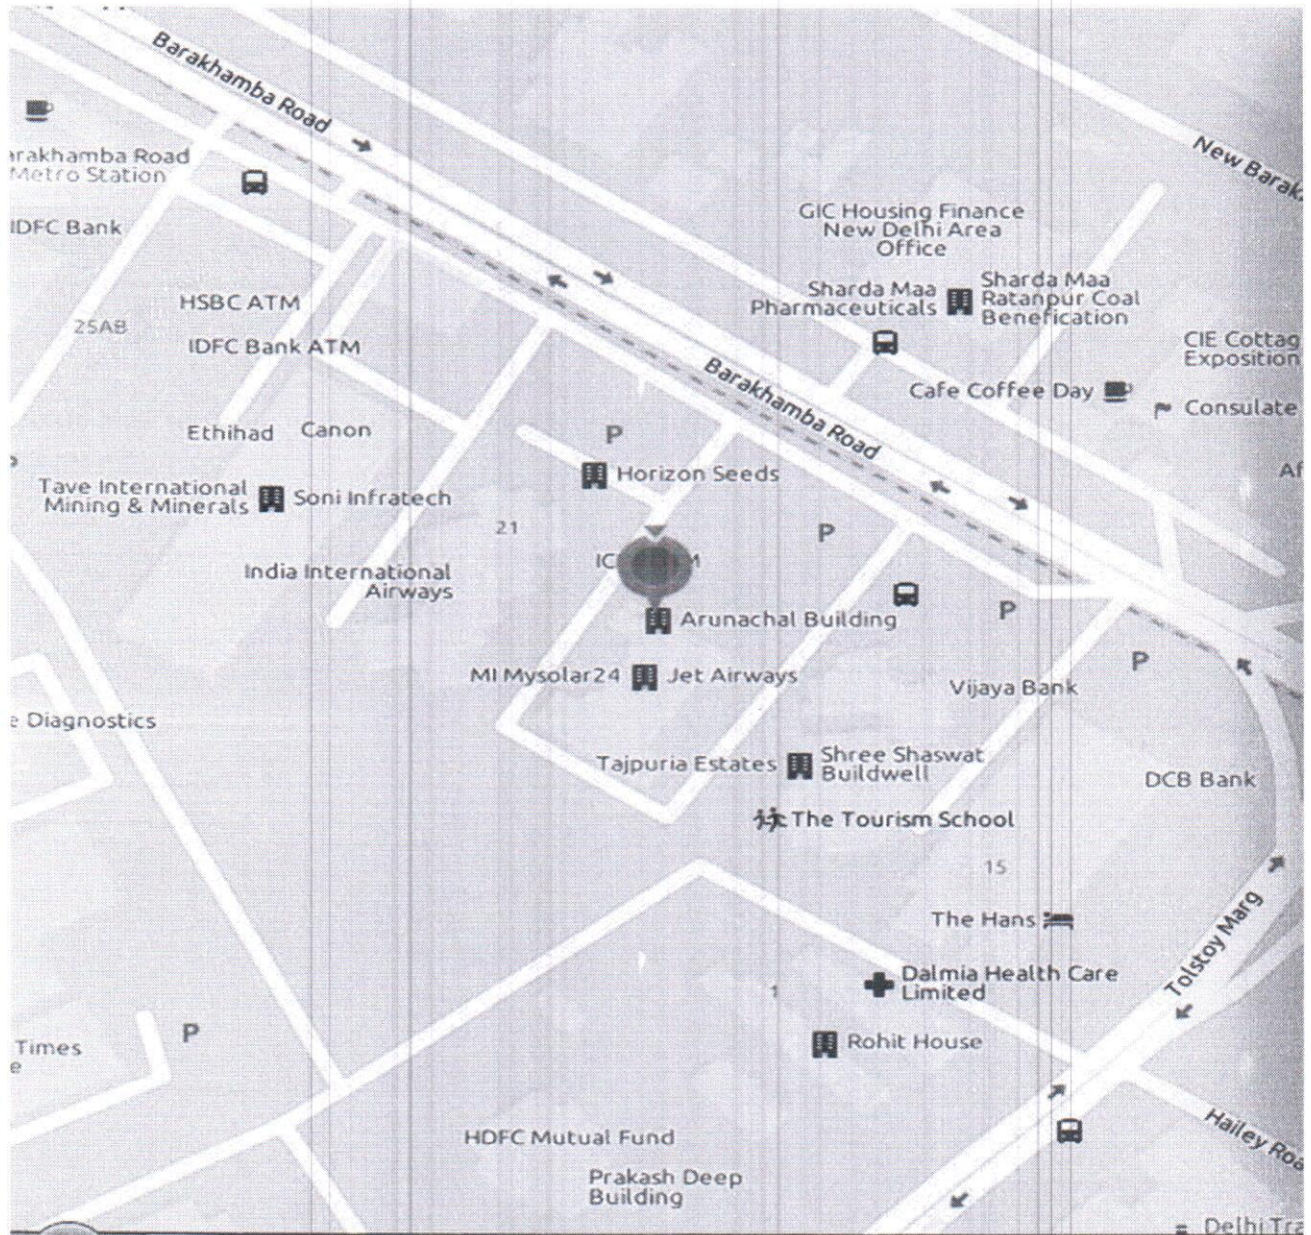 Barakhamba Road
New Barak
arakhamba Road
Metro Station
GIC Housing Finance
New Delhi Area
Office
IDFC Bank
Sharda Maa
Pharmaceuticals
Sharda Maa
Ratanpur Coal
Benefication
HSBC ATM
25AB
IDFC Bank ATM
CIE Cottag
Exposition
Barakhamba Road
Cafe Coffee Day
Consulate
Ethihad
Canon
P
P
Horizon Seeds
Af
Tave International
Mining & Minerals
Soni Infratech
21
P
IC
M
India International
Airways
P
Arunachal Building
P
MI Mysolar24
Jet Airways
Vijaya Bank
e Diagnostics
Tajpuria Estates
Shree Shaswat
Buildwell
DCB Bank
The Tourism School
15
The Hans
Tolstoy Marg
Dalmia Health Care
Limited
1
P
Rohit House
Times
e
HDFC Mutual Fund
Hailey Roa
Prakash Deep
Building
Delhi Tra